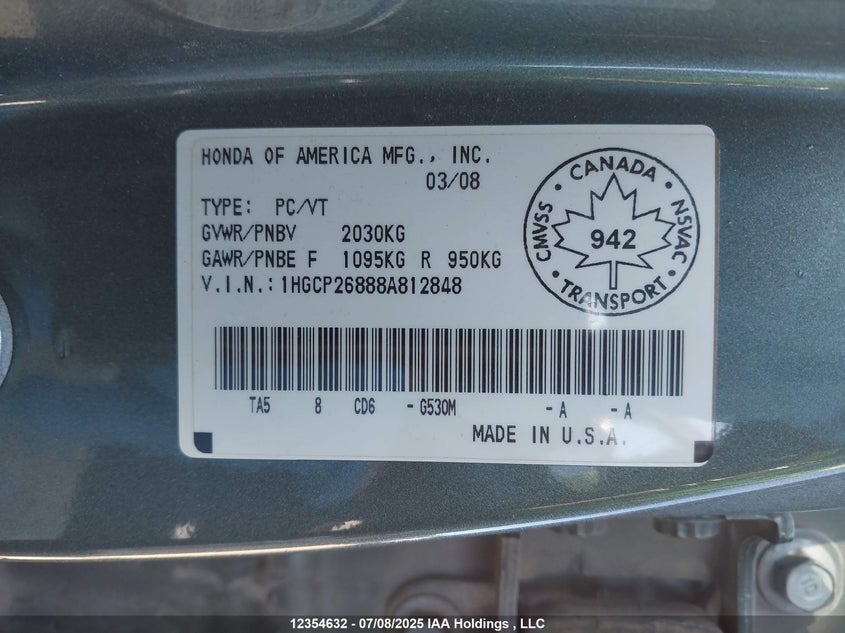 HONDA OF AMERICA MFG., INC.
03/08
TYPE: PC/VT
GVWR/PNBV 2030KG
GAWR/PNBE F 1095KG R 950KG
V.I.N.: 1HGCP26888A812848
CANADA
CMVSS
942
NSVAC
TRANSPORT
TA5 8 CD6 - G530M - A - A
MADE IN U.S.A.
12354632 - 07/08/2025 IAA Holdings , LLC